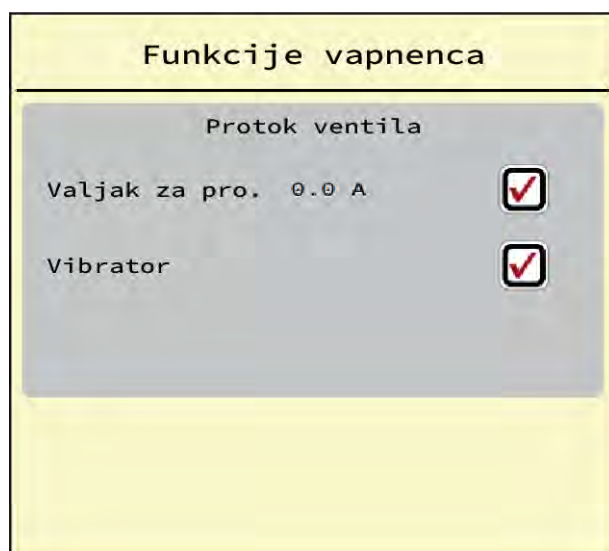 Funkcije vapnenca
Protok ventila
Valjak za pro. 0.0 A
Vibrator